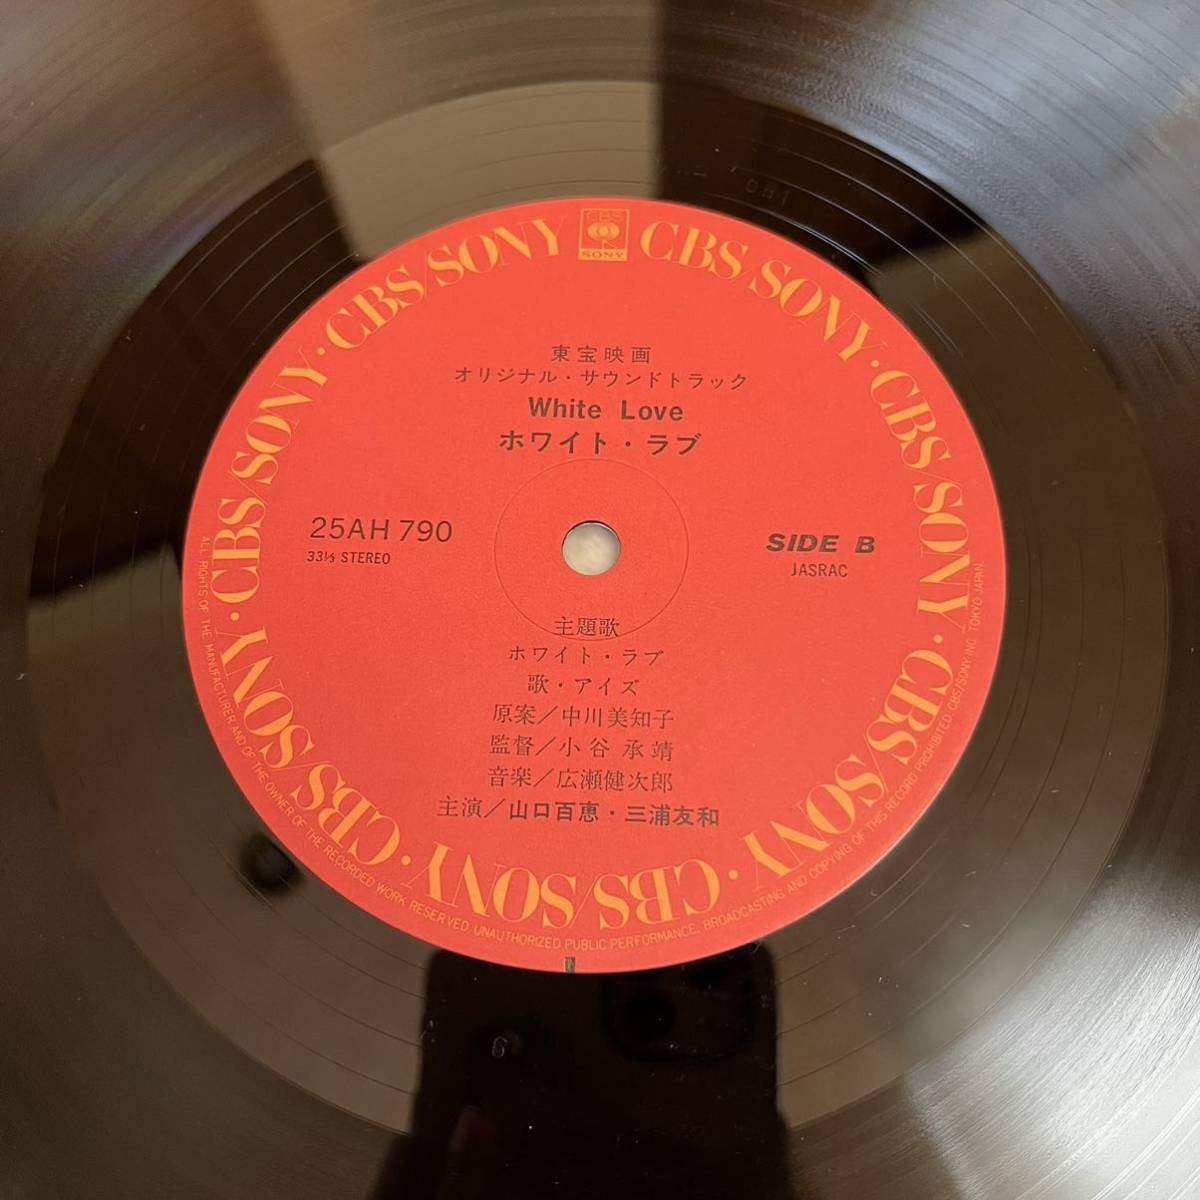 CBS
SONY
CBS/SONY · CBS/SONY · CBS/SONY · CBS/SONY · CBS/SONY · CBS/SONY · CBS/SONY · CBS/SONY
東宝映画
オリジナル・サウンドトラック
White Love
ホワイト・ラブ
25AH 790
33⅓ STEREO
SIDE B
JASRAC
主題歌
ホワイト・ラブ
歌・アイズ
原案／中川美知子
監督／小谷承靖
音楽／広瀬健次郎
主演／山口百恵・三浦友和
ALL RIGHTS OF THE MANUFACTURER AND OF THE OWNER OF THE RECORDED WORK RESERVED. UNAUTHORIZED PUBLIC PERFORMANCE, BROADCASTING AND COPYING OF THIS RECORD PROHIBITED CBS/SONY INC. TOKYO JAPAN